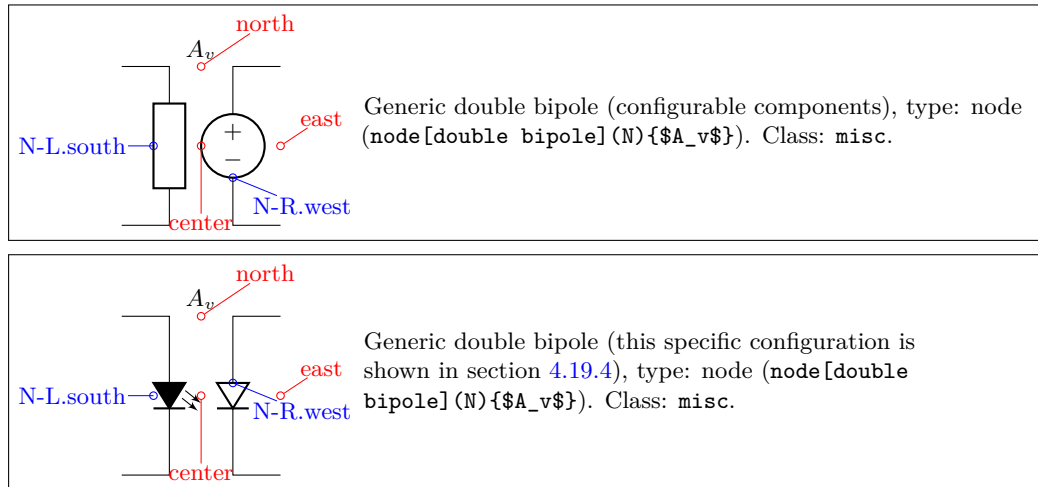 north
A_v
east
N-L.south
+
−
N-R.west
center
Generic double bipole (configurable components), type: node
(node[double bipole](N){$A_v$}). Class: misc.
north
A_v
east
N-L.south
N-R.west
center
Generic double bipole (this specific configuration is
shown in section 4.19.4), type: node (node[double
bipole](N){$A_v$}). Class: misc.